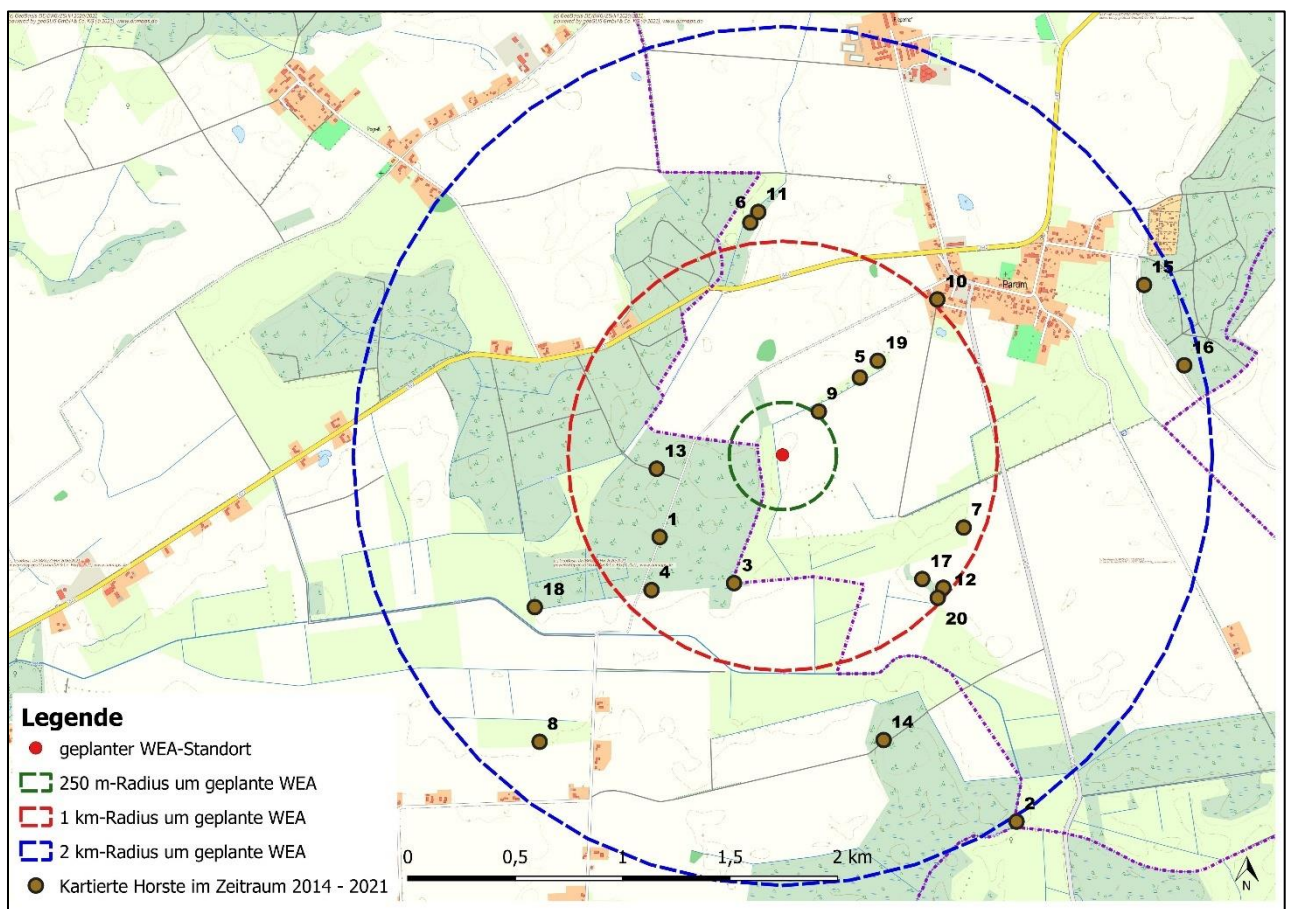 6
11
10
Parum
15
16
5
19
9
13
1
7
17
12
20
3
4
18
8
14
2
Legende
geplanter WEA-Standort
250 m-Radius um geplante WEA
1 km-Radius um geplante WEA
2 km-Radius um geplante WEA
Kartierte Horste im Zeitraum 2014 - 2021
0 0,5 1 1,5 2 km
N